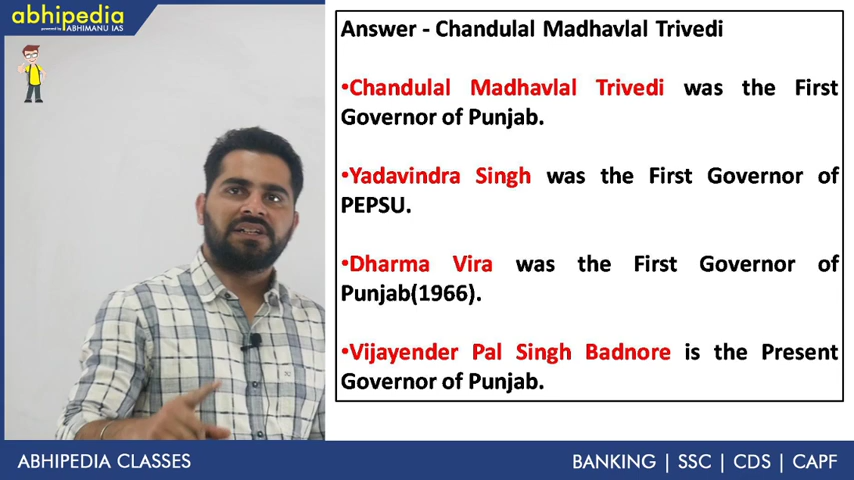 abhipedia
powered by ABHIMANU IAS
Answer - Chandulal Madhavlal Trivedi
•Chandulal Madhavlal Trivedi was the First
Governor of Punjab.
•Yadavindra Singh was the First Governor of
PEPSU.
•Dharma Vira was the First Governor of
Punjab(1966).
•Vijayender Pal Singh Badnore is the Present
Governor of Punjab.
ABHIPEDIA CLASSES
BANKING | SSC | CDS | CAPF